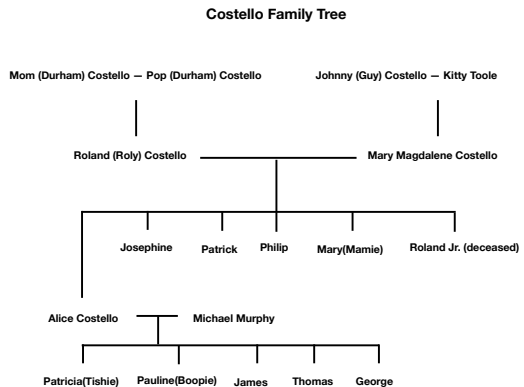 Costello Family Tree
Mom (Durham) Costello — Pop (Durham) Costello
Johnny (Guy) Costello — Kitty Toole
Roland (Roly) Costello
Mary Magdalene Costello
Josephine
Patrick
Philip
Mary(Mamie)
Roland Jr. (deceased)
Alice Costello
Michael Murphy
Patricia(Tishie)
Pauline(Boopie)
James
Thomas
George